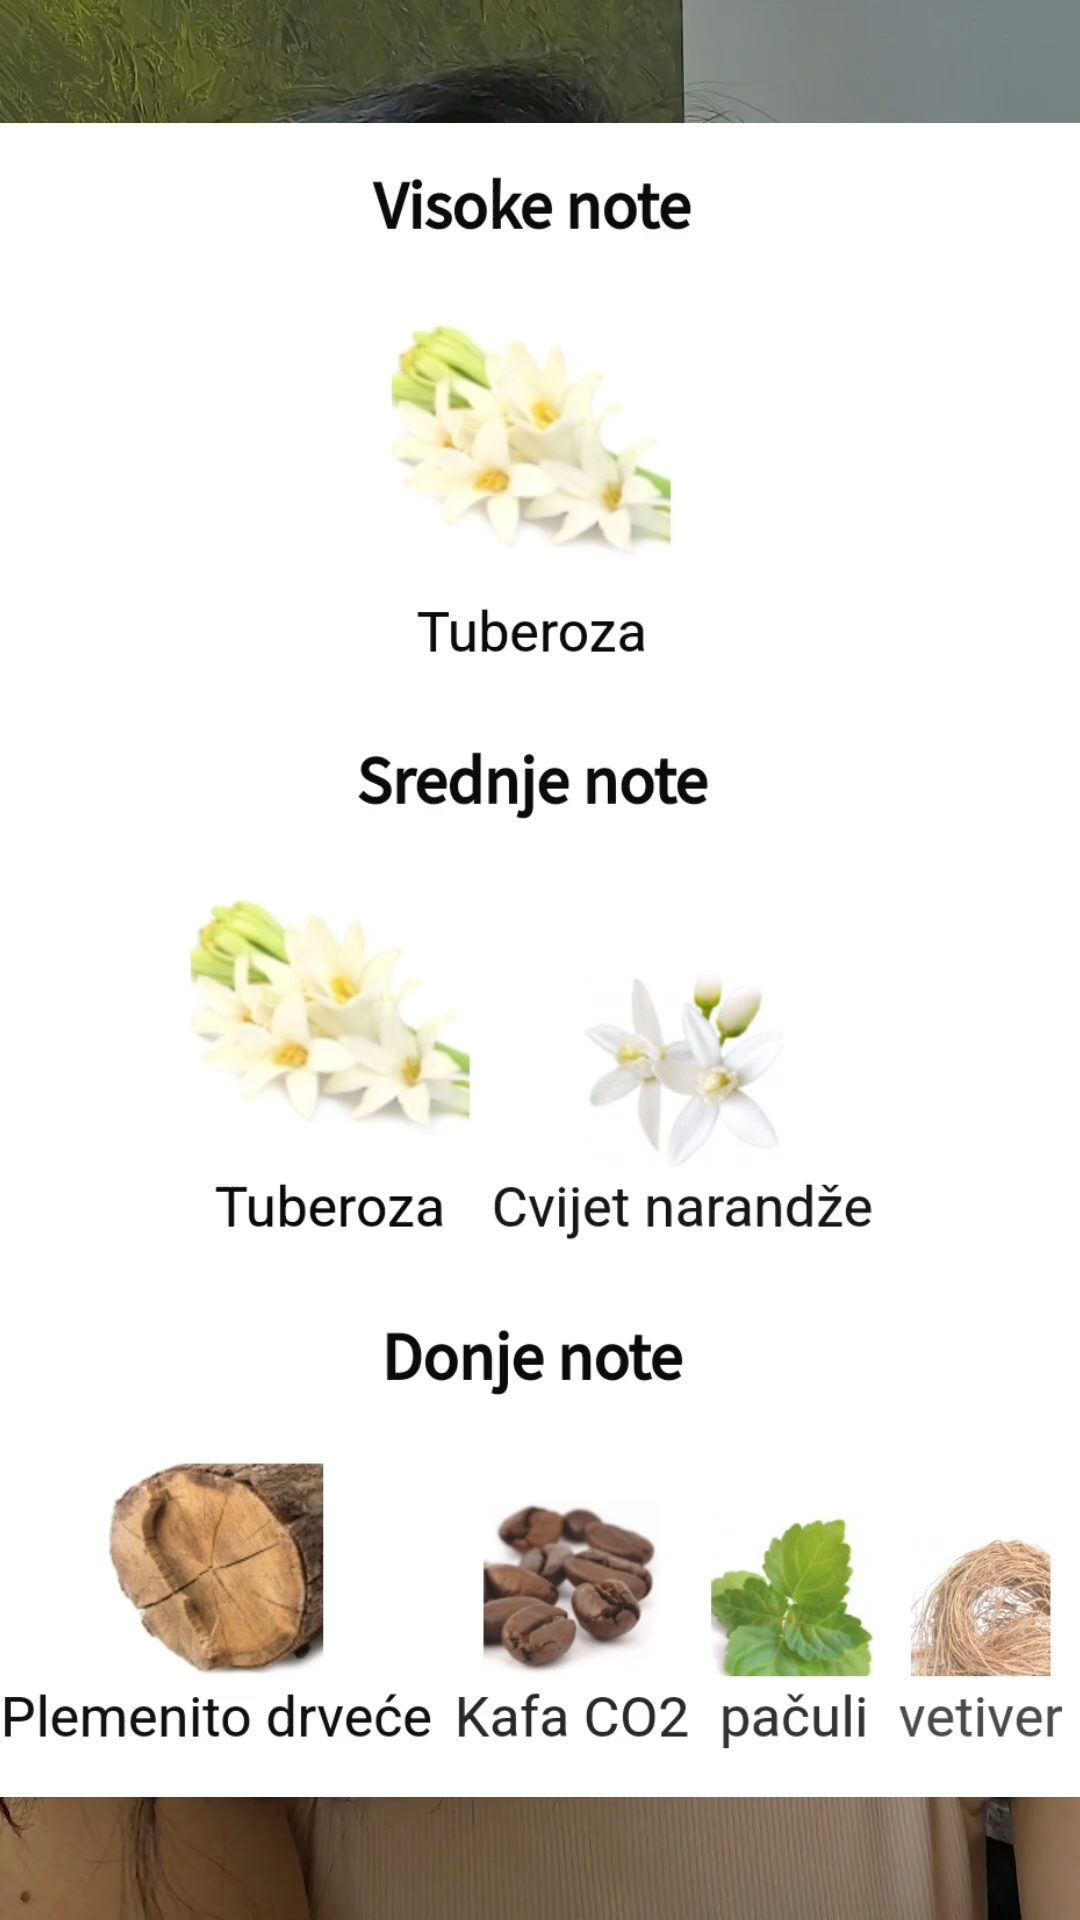 Visoke note
Tuberoza
Srednje note
Tuberoza Cvijet narandže
Donje note
Plemenito drveće Kafa CO2 pačuli vetiver